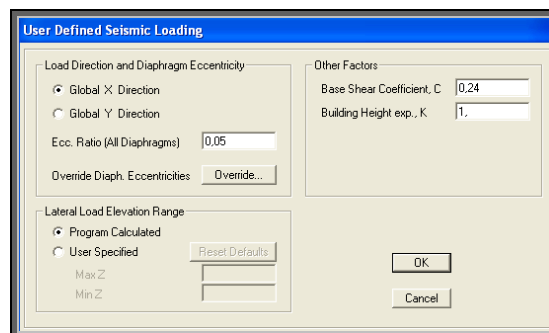 User Defined Seismic Loading
Load Direction and Diaphragm Eccentricity
Global X Direction
Global Y Direction
Ecc. Ratio (All Diaphragms) 0,05
Override Diaph. Eccentricities Override...
Other Factors
Base Shear Coefficient, C 0,24
Building Height exp., K 1,
Lateral Load Elevation Range
Program Calculated
User Specified Reset Defaults
Max Z
Min Z
OK
Cancel